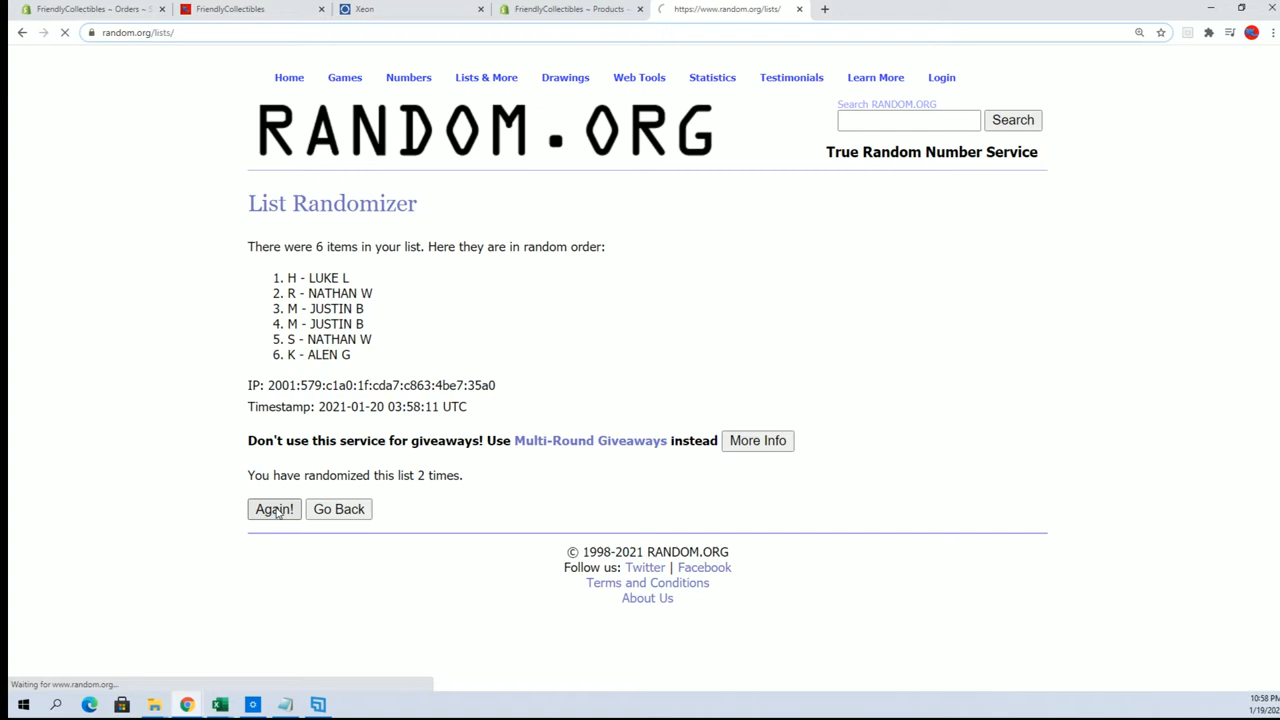 FriendlyCollectibles ~ Orders ~ S
FriendlyCollectibles
Xeon
FriendlyCollectibles ~ Products ~
https://www.random.org/lists/
random.org/lists/
Home Games Numbers Lists & More Drawings Web Tools Statistics Testimonials Learn More Login
RANDOM.ORG
Search RANDOM.ORG
Search
True Random Number Service
List Randomizer
There were 6 items in your list. Here they are in random order:
1. H - LUKE L
2. R - NATHAN W
3. M - JUSTIN B
4. M - JUSTIN B
5. S - NATHAN W
6. K - ALEN G
IP: 2001:579:c1a0:1f:cda7:c863:4be7:35a0
Timestamp: 2021-01-20 03:58:11 UTC
Don't use this service for giveaways! Use Multi-Round Giveaways instead More Info
You have randomized this list 2 times.
Again! Go Back
© 1998-2021 RANDOM.ORG
Follow us: Twitter | Facebook
Terms and Conditions
About Us
Waiting for www.random.org...
10:58 PM
1/19/202